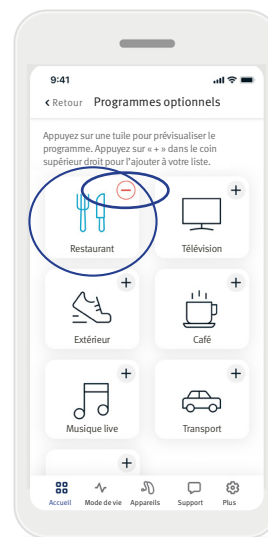 9:41
Retour Programmes optionnels
Appuyez sur une tuile pour prévisualiser le
programme. Appuyez sur « + » dans le coin
supérieur droit pour l’ajouter à votre liste.
Restaurant Télévision
Extérieur Café
Musique live Transport
Accueil Mode de vie Appareils Support Plus